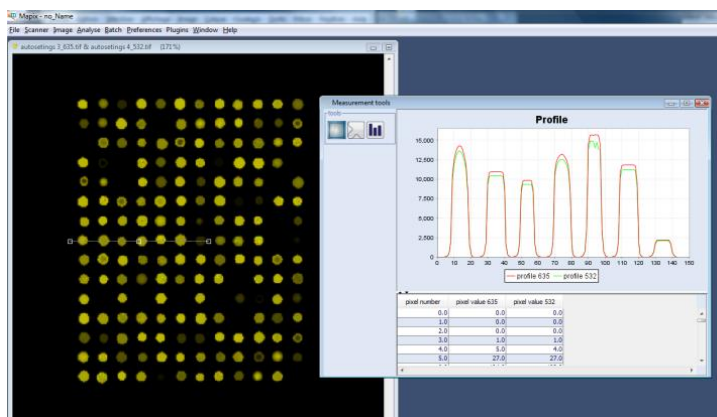 Mapix - no_Name
File Scanner Image Analyse Batch Preferences Plugins Window Help
autosetings 3_635.tif & autosetings 4_532.tif (171%)
Measurement tools
tools
Profile
15,000
12,500
10,000
7,500
5,000
2,500
0
0 10 20 30 40 50 60 70 80 90 100 110 120 130 140 150
profile 635 profile 532
pixel number pixel value 635 pixel value 532
0.0 0.0 0.0
1.0 0.0 0.0
2.0 0.0 0.0
3.0 1.0 1.0
4.0 5.0 4.0
5.0 27.0 27.0